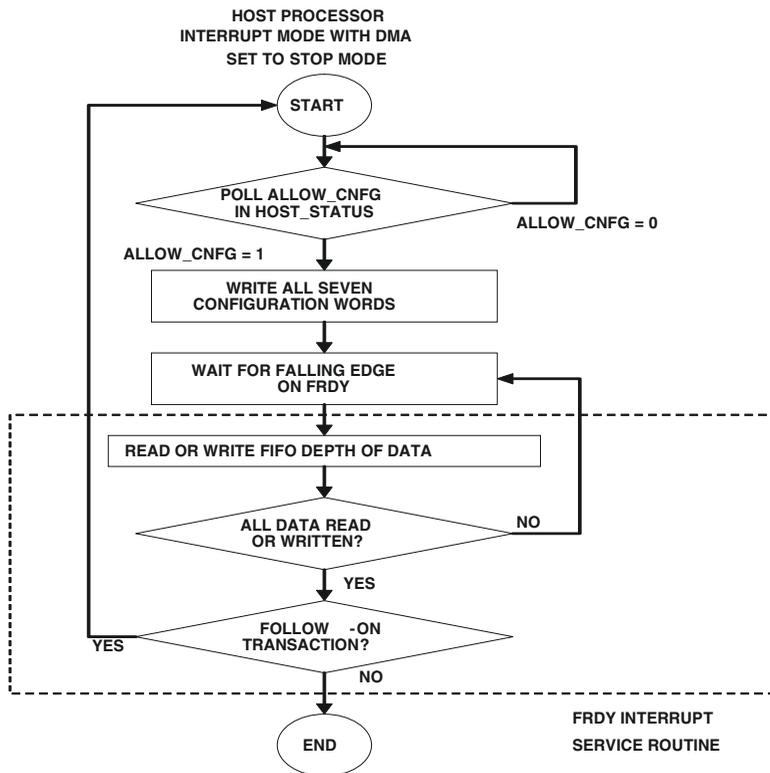 HOST PROCESSOR
INTERRUPT MODE WITH DMA
SET TO STOP MODE
START
POLL ALLOW_CNFG
IN HOST_STATUS
ALLOW_CNFG = 0
ALLOW_CNFG = 1
WRITE ALL SEVEN
CONFIGURATION WORDS
WAIT FOR FALLING EDGE
ON FRDY
READ OR WRITE FIFO DEPTH OF DATA
ALL DATA READ
OR WRITTEN?
NO
YES
FOLLOW -ON
TRANSACTION?
YES
NO
END
FRDY INTERRUPT
SERVICE ROUTINE